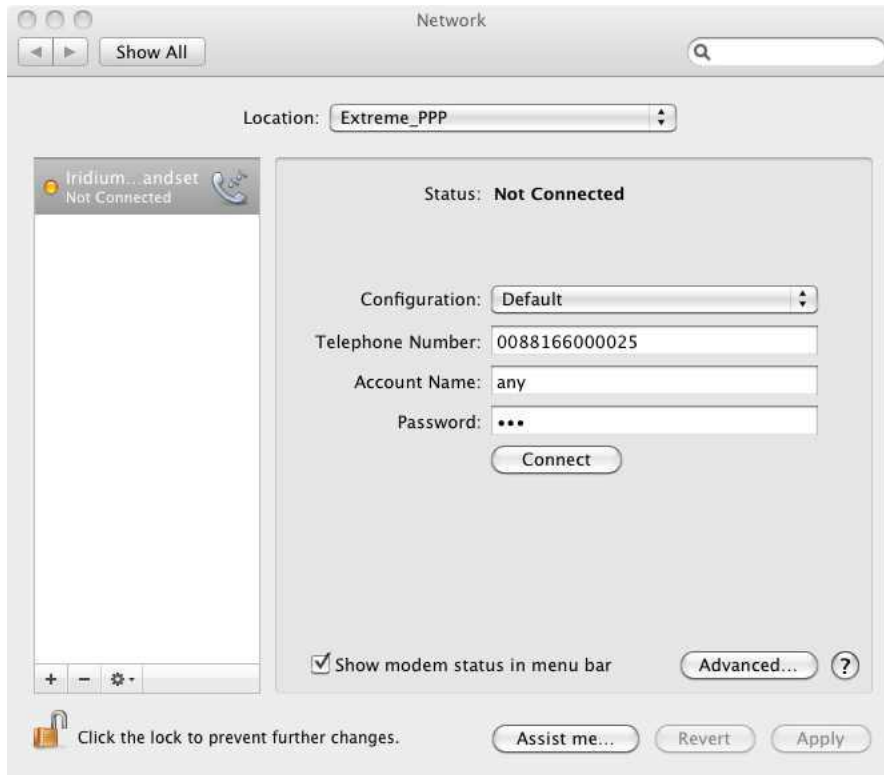 Network
Show All
Location: Extreme_PPP
Iridium...andset
Not Connected
Status: Not Connected
Configuration: Default
Telephone Number: 0088166000025
Account Name: any
Password: •••
Connect
Show modem status in menu bar
Advanced... ?
Click the lock to prevent further changes.
Assist me... Revert Apply